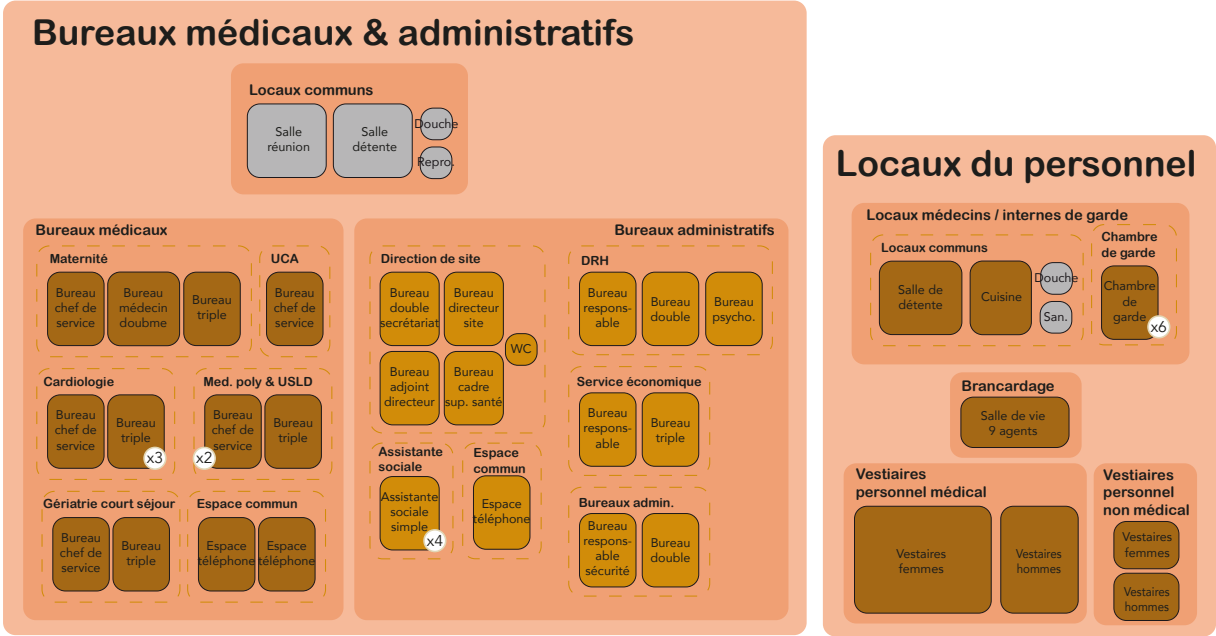 Bureaux médicaux & administratifs
Locaux communs
Salle
réunion
Salle
détente
Douche
Repro.
Bureaux médicaux
Maternité
Bureau
chef de
service
Bureau
médecin
doubme
Bureau
triple
UCA
Bureau
chef de
service
Cardiologie
Bureau
chef de
service
Bureau
triple
x3
Med. poly & USLD
Bureau
chef de
service
x2
Bureau
triple
Gériatrie court séjour
Bureau
chef de
service
Bureau
triple
Espace commun
Espace
téléphone
Espace
téléphone
Bureaux administratifs
Direction de site
Bureau
double
secrétariat
Bureau
directeur
site
WC
Bureau
adjoint
directeur
Bureau
cadre
sup. santé
DRH
Bureau
respons-
able
Bureau
double
Bureau
psycho.
Service économique
Bureau
respons-
able
Bureau
triple
Assistante
sociale
Assistante
sociale
simple
x4
Espace
commun
Espace
téléphone
Bureaux admin.
Bureau
respons-
able
sécurité
Bureau
double
Locaux du personnel
Locaux médecins / internes de garde
Locaux communs
Salle de
détente
Cuisine
Douche
San.
Chambre
de garde
Chambre
de
garde
x6
Brancardage
Salle de vie
9 agents
Vestiaires
personnel médical
Vestaires
femmes
Vestaires
hommes
Vestiaires
personnel
non médical
Vestaires
femmes
Vestaires
hommes